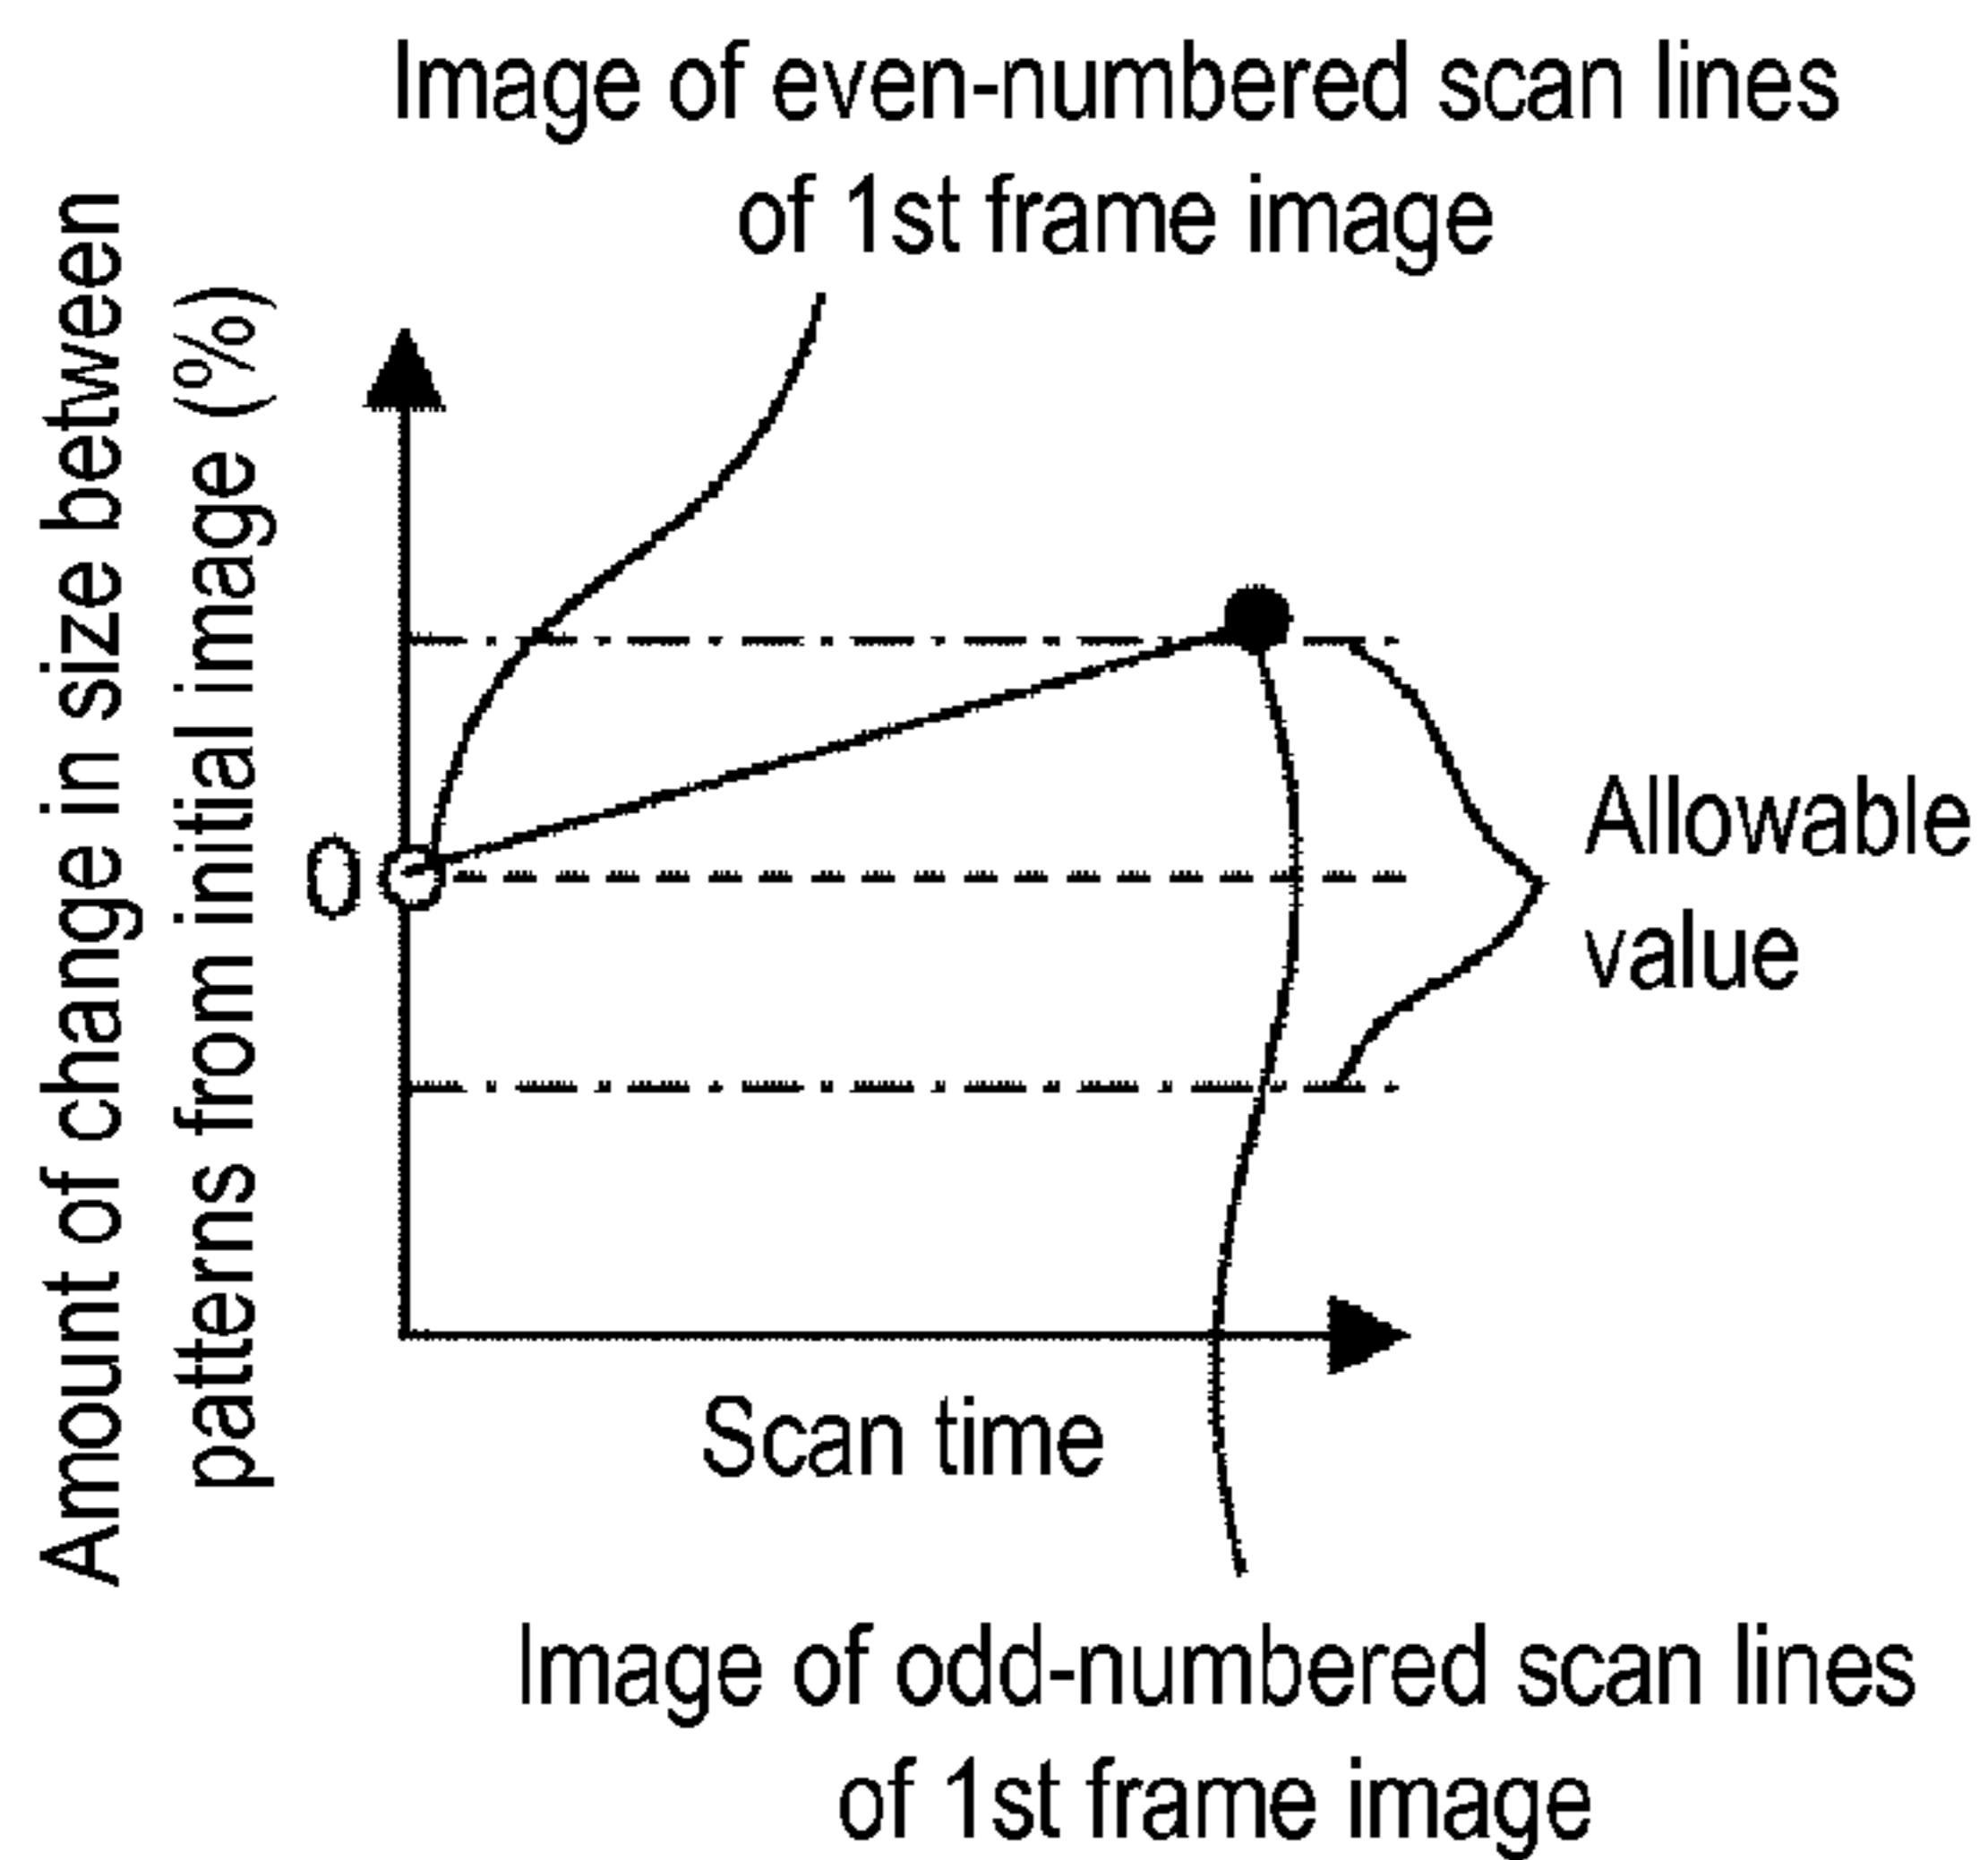 Image of even-numbered scan lines
of 1st frame image
Amount of change in size between
patterns from initial image (%)
0
Allowable
value
Scan time
Image of odd-numbered scan lines
of 1st frame image